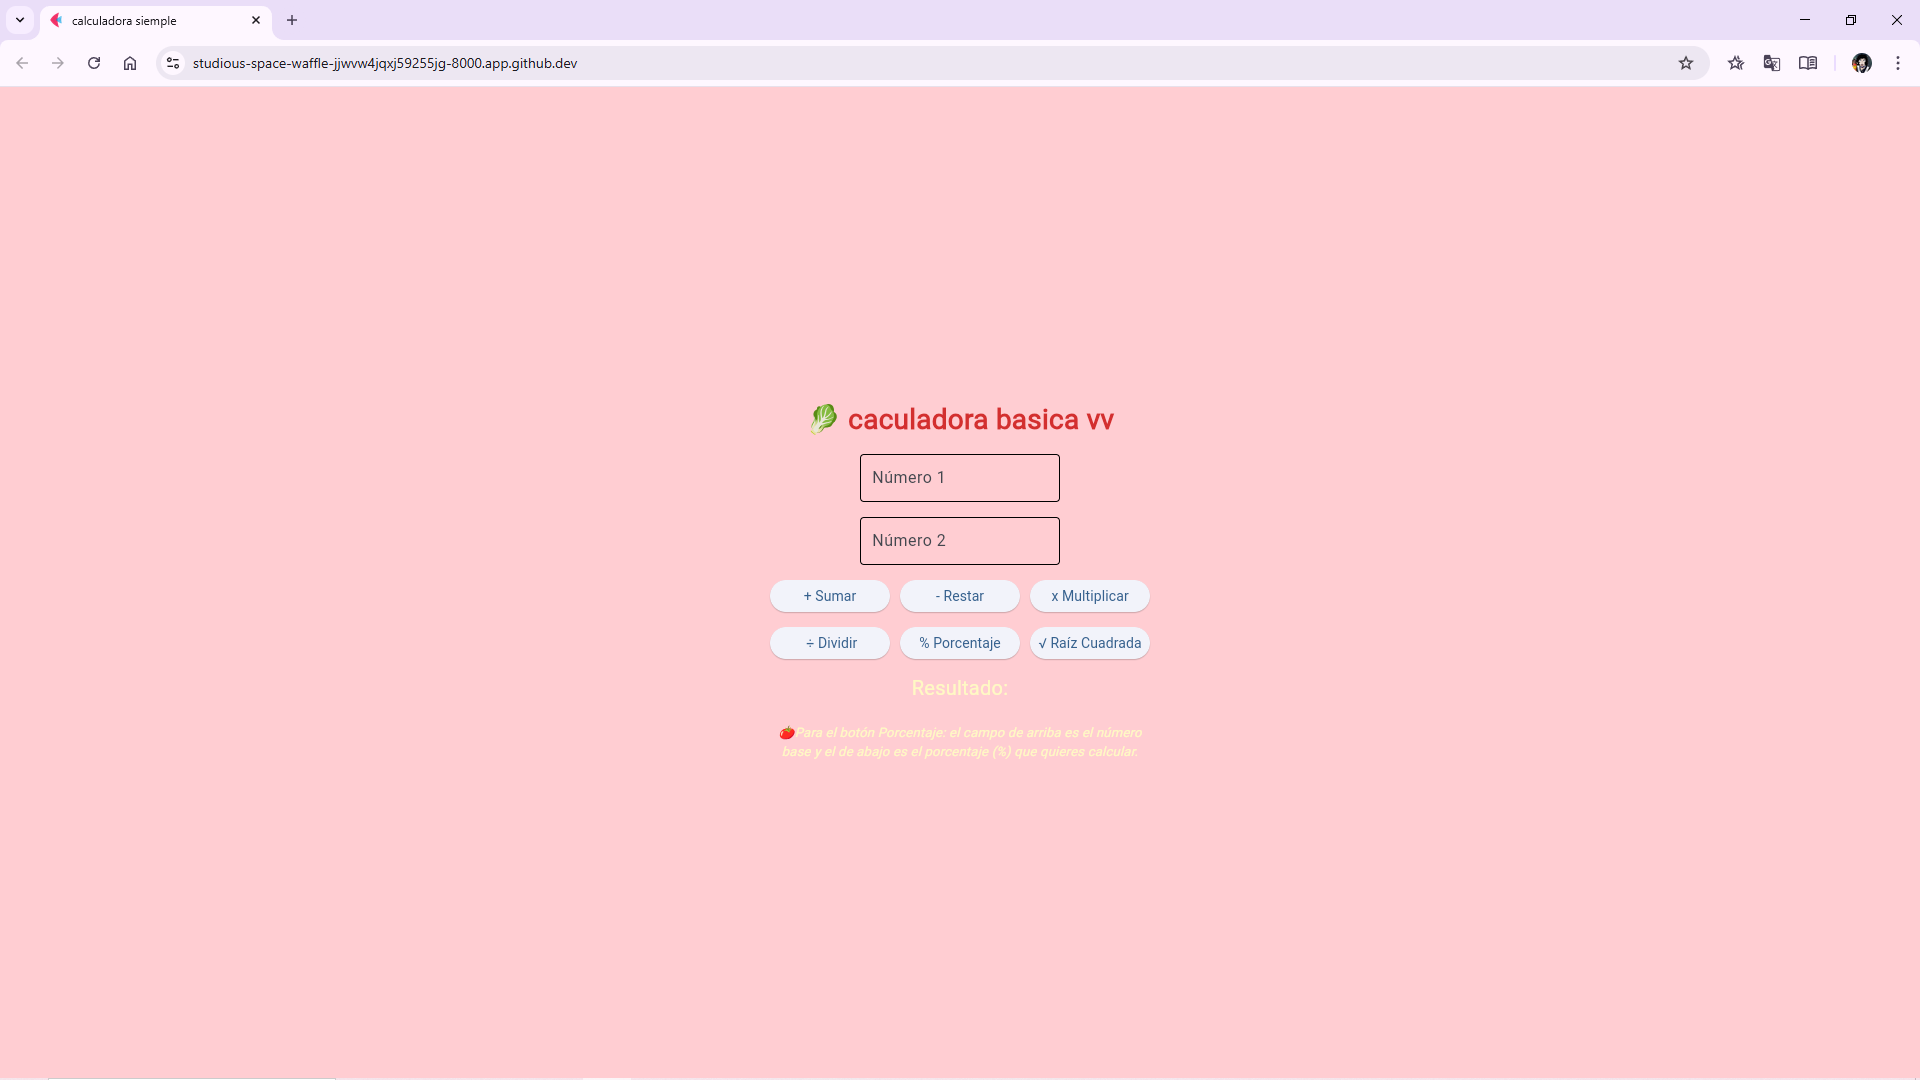 calculadora siemple
studious-space-waffle-jjwvw4jqxj59255jg-8000.app.github.dev
🥬 caculadora basica vv
Número 1
Número 2
+ Sumar
- Restar
x Multiplicar
÷ Dividir
% Porcentaje
√ Raíz Cuadrada
Resultado:
🍅Para el botón Porcentaje: el campo de arriba es el número
base y el de abajo es el porcentaje (%) que quieres calcular.